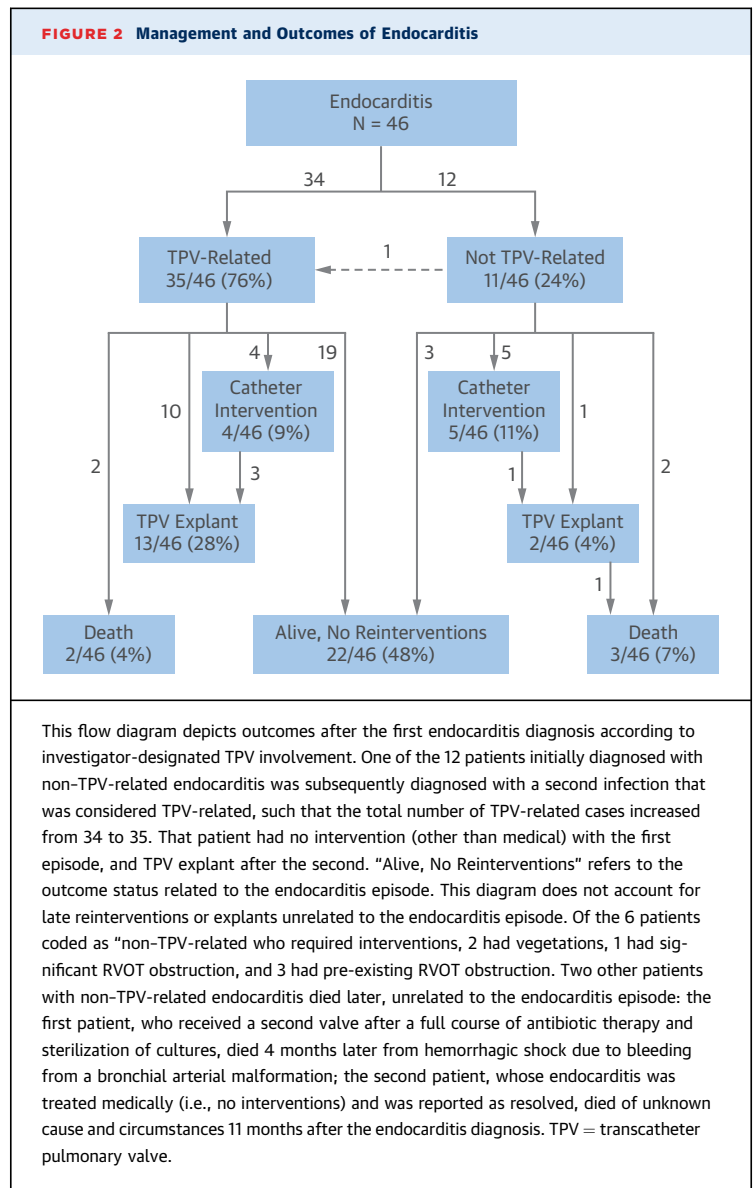 FIGURE 2 Management and Outcomes of Endocarditis
Endocarditis
N = 46
34
12
TPV-Related
35/46 (76%)
1
Not TPV-Related
11/46 (24%)
4
19
3
5
Catheter
Intervention
4/46 (9%)
Catheter
Intervention
5/46 (11%)
10
1
2
3
1
2
TPV Explant
13/46 (28%)
TPV Explant
2/46 (4%)
1
Death
2/46 (4%)
Alive, No Reinterventions
22/46 (48%)
Death
3/46 (7%)
This flow diagram depicts outcomes after the first endocarditis diagnosis according to
investigator-designated TPV involvement. One of the 12 patients initially diagnosed with
non–TPV-related endocarditis was subsequently diagnosed with a second infection that
was considered TPV-related, such that the total number of TPV-related cases increased
from 34 to 35. That patient had no intervention (other than medical) with the first
episode, and TPV explant after the second. “Alive, No Reinterventions” refers to the
outcome status related to the endocarditis episode. This diagram does not account for
late reinterventions or explants unrelated to the endocarditis episode. Of the 6 patients
coded as “non–TPV-related who required interventions, 2 had vegetations, 1 had sig-
nificant RVOT obstruction, and 3 had pre-existing RVOT obstruction. Two other patients
with non–TPV-related endocarditis died later, unrelated to the endocarditis episode: the
first patient, who received a second valve after a full course of antibiotic therapy and
sterilization of cultures, died 4 months later from hemorrhagic shock due to bleeding
from a bronchial arterial malformation; the second patient, whose endocarditis was
treated medically (i.e., no interventions) and was reported as resolved, died of unknown
cause and circumstances 11 months after the endocarditis diagnosis. TPV = transcatheter
pulmonary valve.